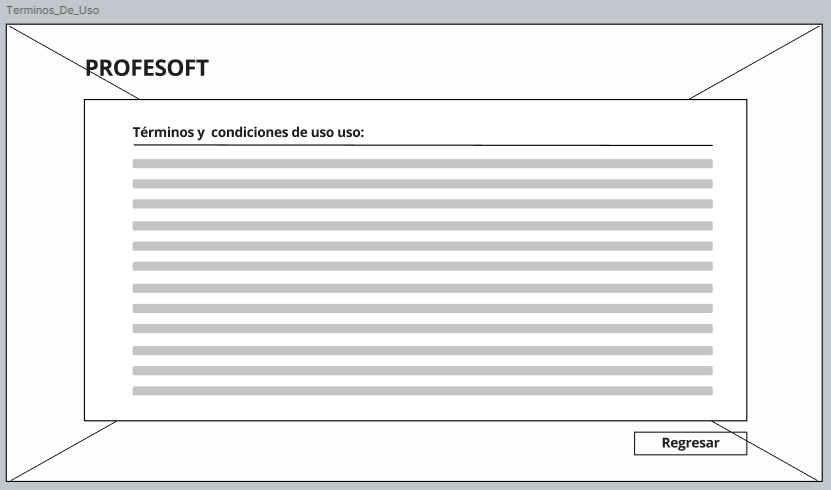 Terminos_De_Uso
PROFESOFT
Términos y condiciones de uso uso:
Regresar